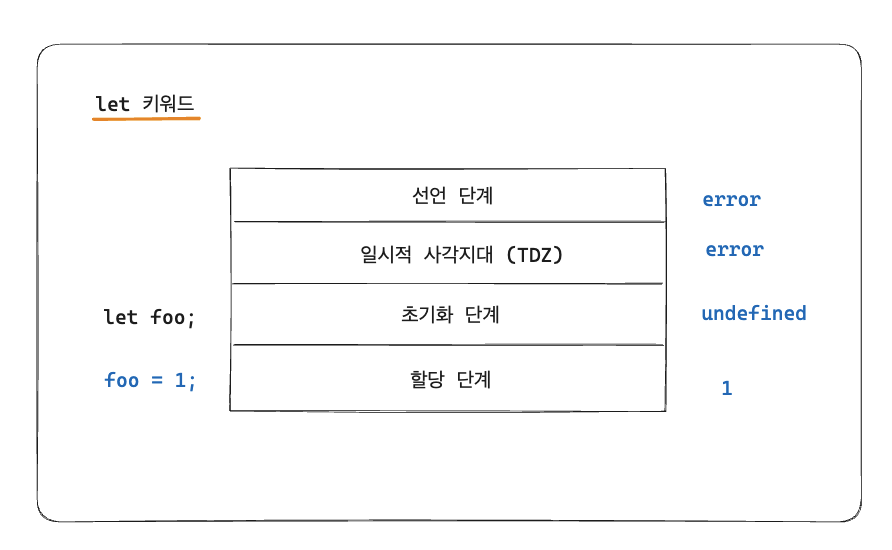 let 키워드
선언 단계 error
일시적 사각지대 (TDZ) error
let foo; 초기화 단계 undefined
foo = 1; 할당 단계 1